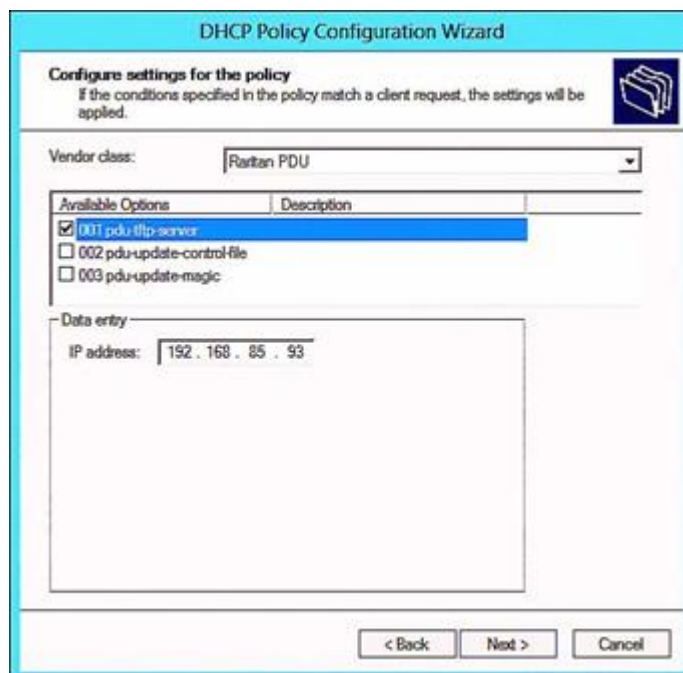 DHCP Policy Configuration Wizard
Configure settings for the policy
If the conditions specified in the policy match a client request, the settings will be
applied.
Vendor class: Raritan PDU
Available Options Description
001 pdu-tftp-server
002 pdu-update-control-file
003 pdu-update-magic
Data entry
IP address: 192 . 168 . 85 . 93
< Back Next > Cancel